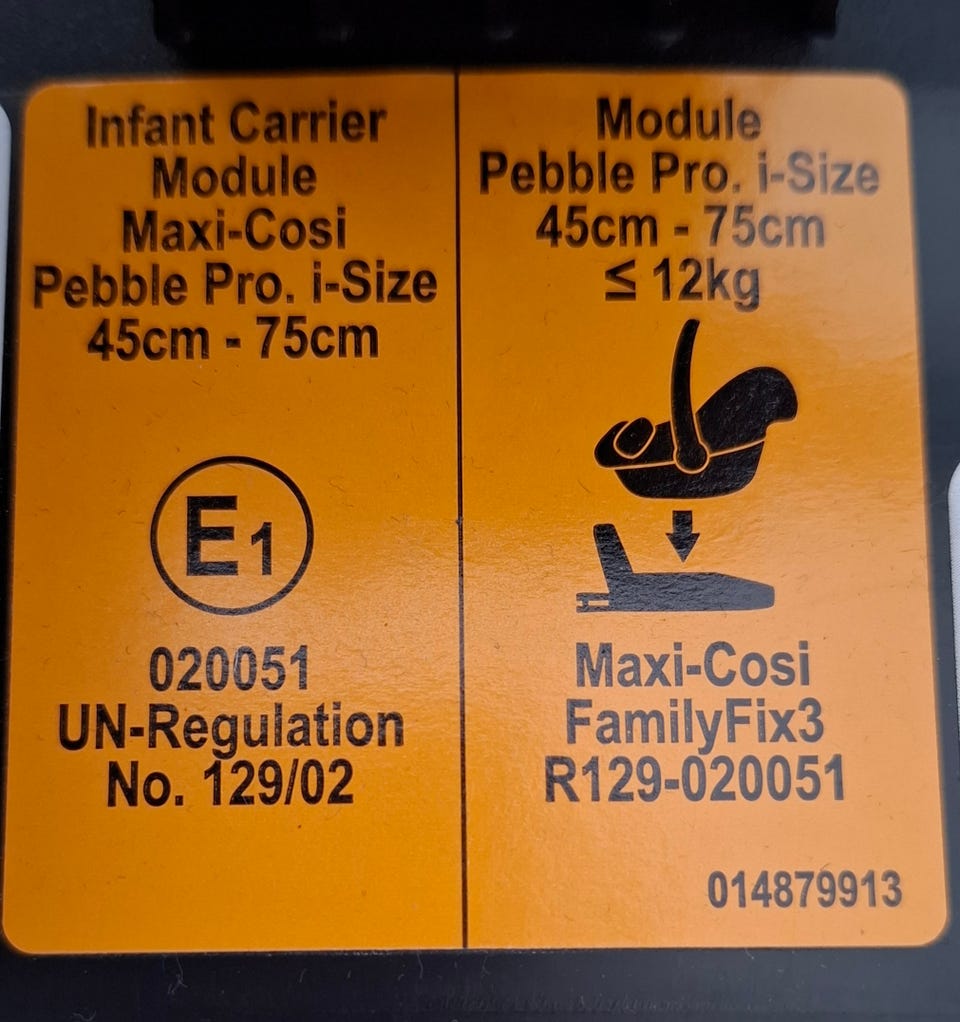 Infant Carrier
Module
Maxi-Cosi
Pebble Pro. i-Size
45cm - 75cm
E1
020051
UN-Regulation
No. 129/02
Module
Pebble Pro. i-Size
45cm - 75cm
≤ 12kg
Maxi-Cosi
FamilyFix3
R129-020051
014879913